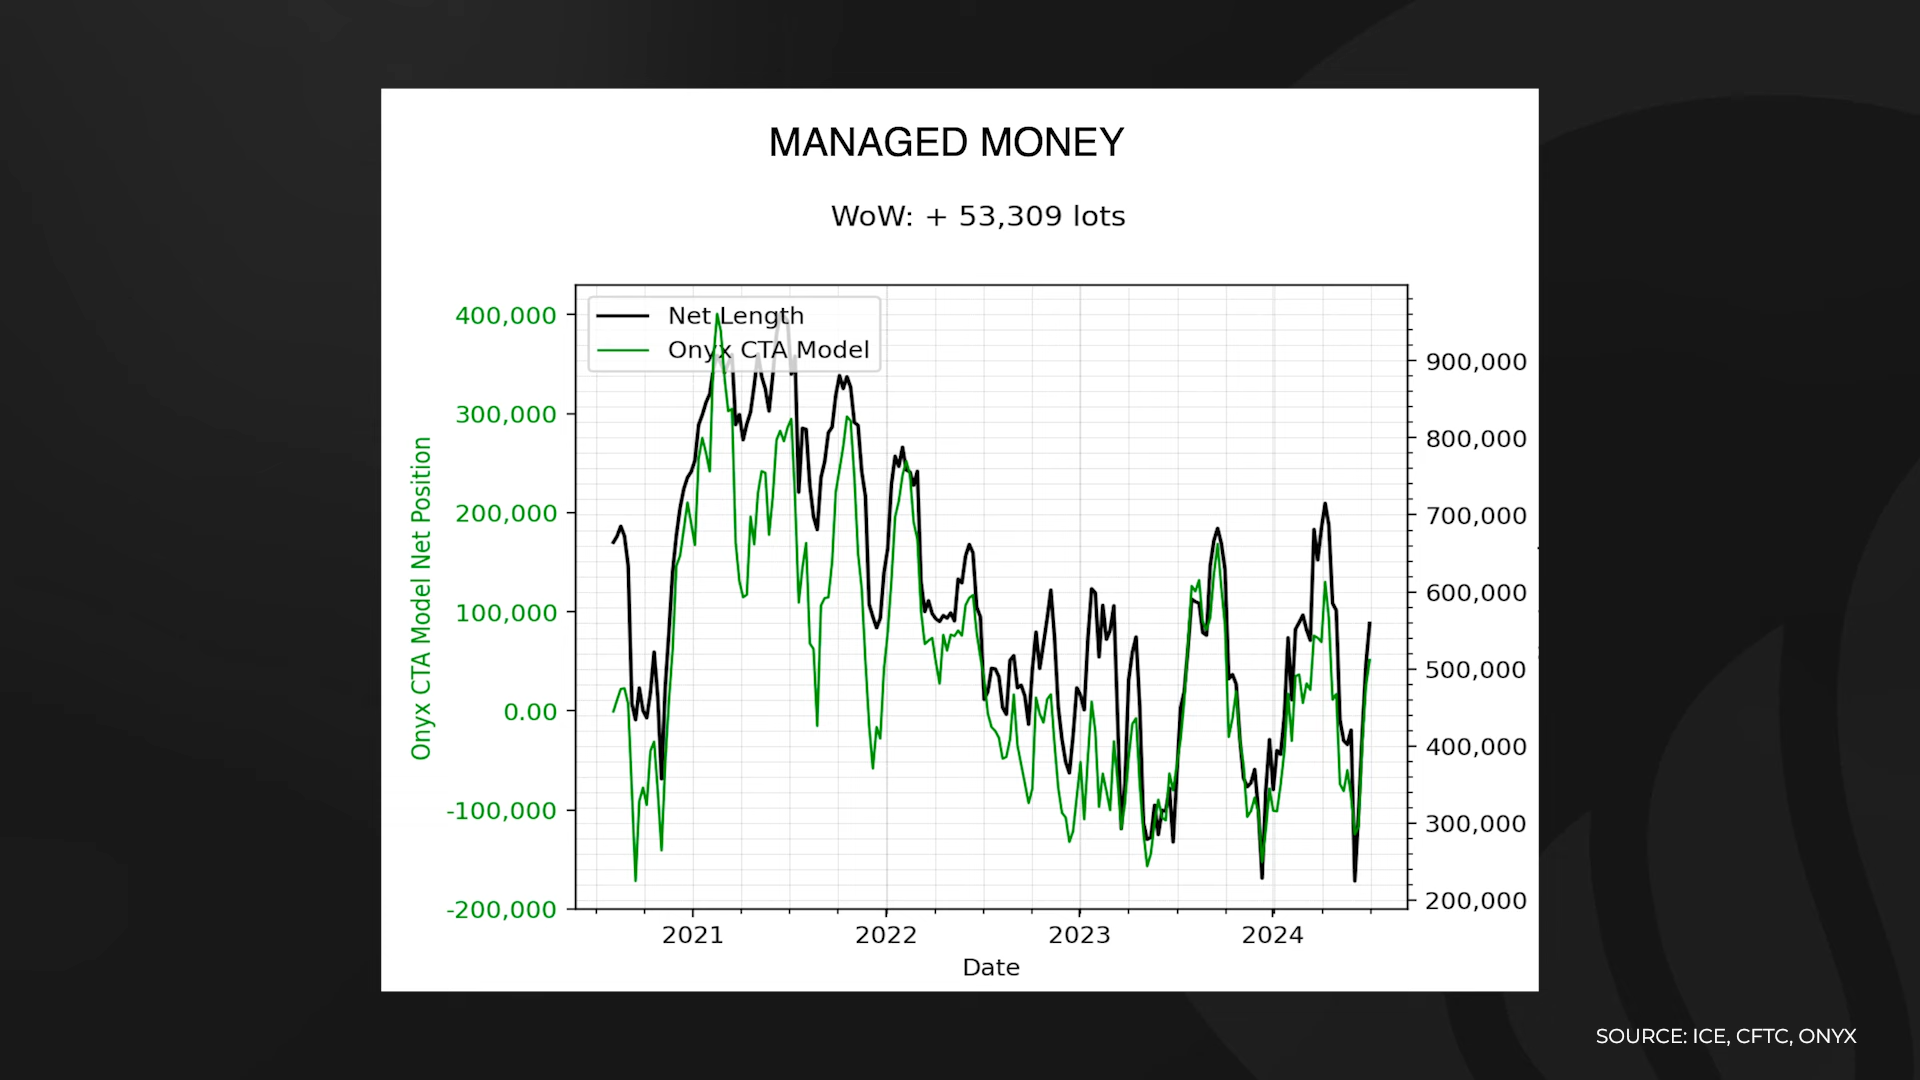 MANAGED MONEY
WoW: + 53,309 lots
Net Length
Onyx CTA Model
Onyx CTA Model Net Position
400,000
300,000
200,000
100,000
0.00
-100,000
-200,000
900,000
800,000
700,000
600,000
500,000
400,000
300,000
200,000
2021 2022 2023 2024
Date
SOURCE: ICE, CFTC, ONYX